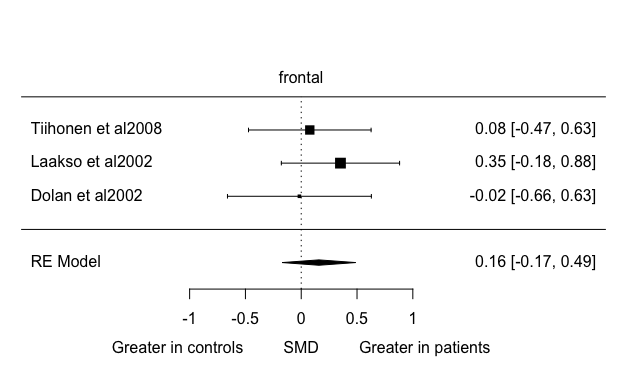 frontal
Tiihonen et al2008 0.08 [-0.47, 0.63]
Laakso et al2002 0.35 [-0.18, 0.88]
Dolan et al2002 -0.02 [-0.66, 0.63]
RE Model 0.16 [-0.17, 0.49]
-1 -0.5 0 0.5 1
Greater in controls SMD Greater in patients